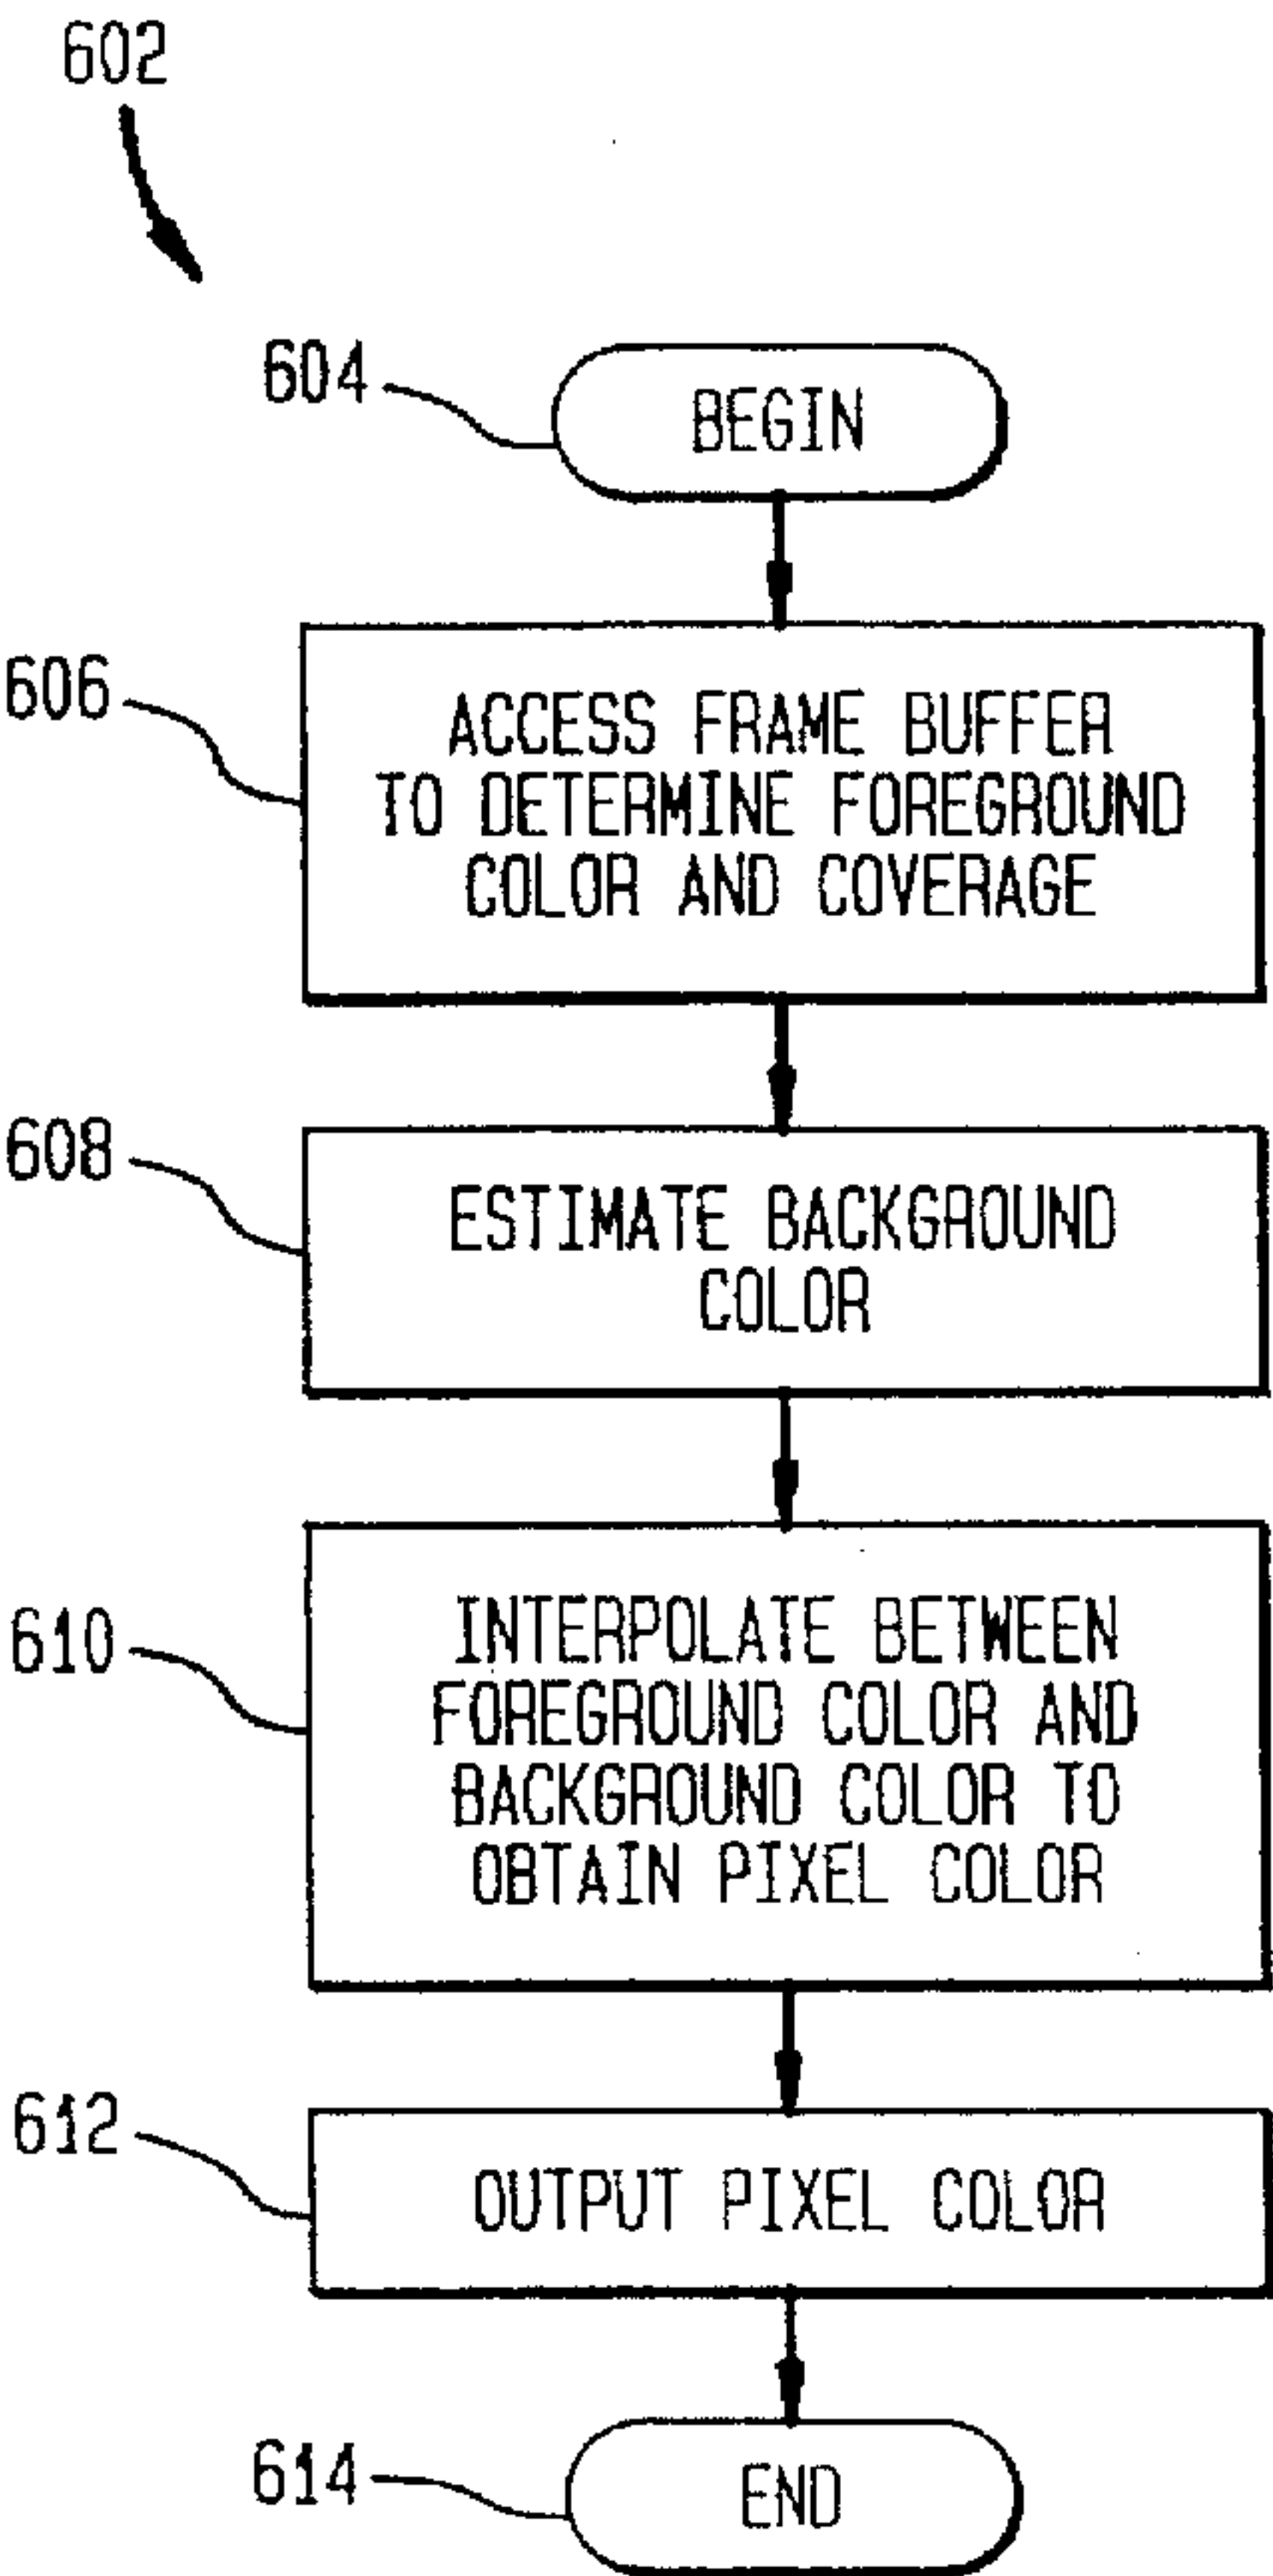 602
604
BEGIN
606
ACCESS FRAME BUFFER
TO DETERMINE FOREGROUND
COLOR AND COVERAGE
608
ESTIMATE BACKGROUND
COLOR
610
INTERPOLATE BETWEEN
FOREGROUND COLOR AND
BACKGROUND COLOR TO
OBTAIN PIXEL COLOR
612
OUTPUT PIXEL COLOR
614
END